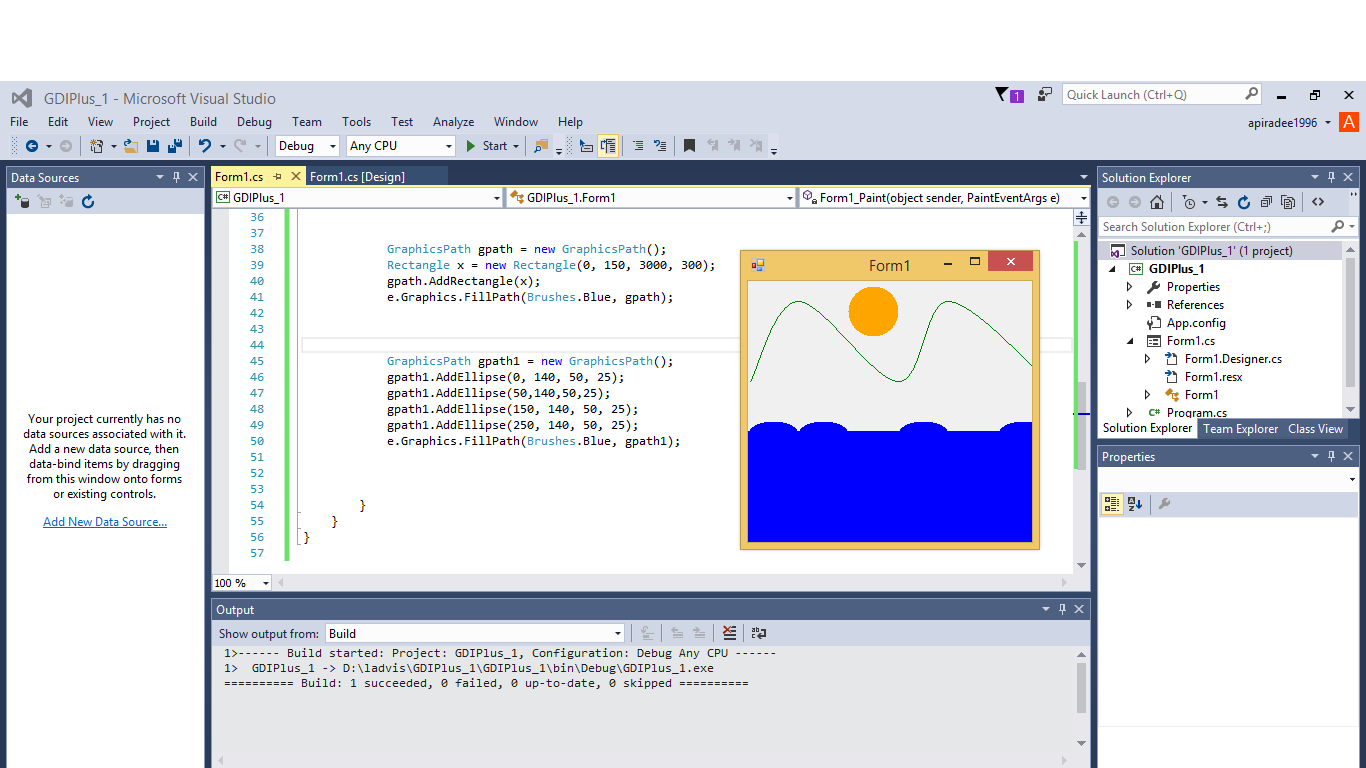 GDIPlus_1 - Microsoft Visual Studio
1
Quick Launch (Ctrl+Q)
File Edit View Project Build Debug Team Tools Test Analyze Window Help
apiradee1996
A
Debug
Any CPU
Start
Data Sources
Your project currently has no
data sources associated with it.
Add a new data source, then
data-bind items by dragging
from this window onto forms
or existing controls.
Add New Data Source...
Form1.cs
Form1.cs [Design]
C# GDIPlus_1
GDIPlus_1.Form1
Form1_Paint(object sender, PaintEventArgs e)
36
37
38 GraphicsPath gpath = new GraphicsPath();
39 Rectangle x = new Rectangle(0, 150, 3000, 300);
40 gpath.AddRectangle(x);
41 e.Graphics.FillPath(Brushes.Blue, gpath);
42
43
44
45 GraphicsPath gpath1 = new GraphicsPath();
46 gpath1.AddEllipse(0, 140, 50, 25);
47 gpath1.AddEllipse(50,140,50,25);
48 gpath1.AddEllipse(150, 140, 50, 25);
49 gpath1.AddEllipse(250, 140, 50, 25);
50 e.Graphics.FillPath(Brushes.Blue, gpath1);
51
52
53
54 }
55 }
56 }
57
100 %
Form1
Output
Show output from: Build
1>------ Build started: Project: GDIPlus_1, Configuration: Debug Any CPU ------
1> GDIPlus_1 -> D:\ladvis\GDIPlus_1\GDIPlus_1\bin\Debug\GDIPlus_1.exe
========== Build: 1 succeeded, 0 failed, 0 up-to-date, 0 skipped ==========
Solution Explorer
Search Solution Explorer (Ctrl+;)
Solution 'GDIPlus_1' (1 project)
C# GDIPlus_1
Properties
References
App.config
Form1.cs
Form1.Designer.cs
Form1.resx
Form1
C# Program.cs
Solution Explorer Team Explorer Class View
Properties